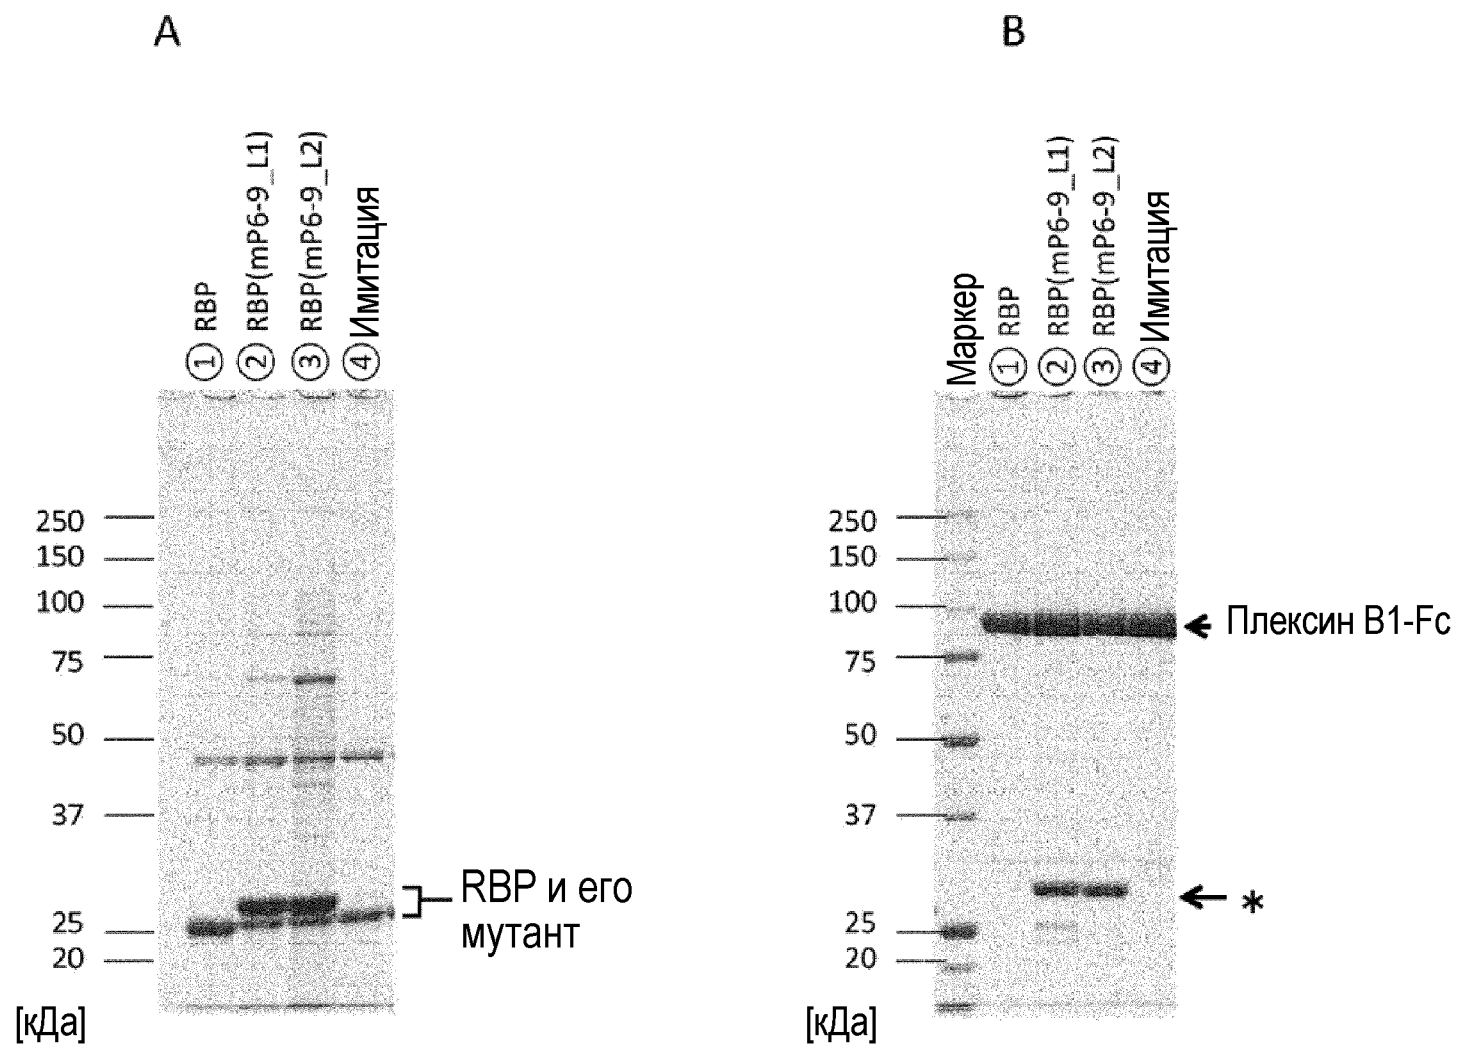 A
① RBP
② RBP(mP6-9_L1)
③ RBP(mP6-9_L2)
④ Имитация
250
150
100
75
50
37
25
20
[кДа]
RBP и его
мутант
B
Маркер
① RBP
② RBP(mP6-9_L1)
③ RBP(mP6-9_L2)
④ Имитация
250
150
100
75
50
37
25
20
[кДа]
Плексин B1-Fc
*